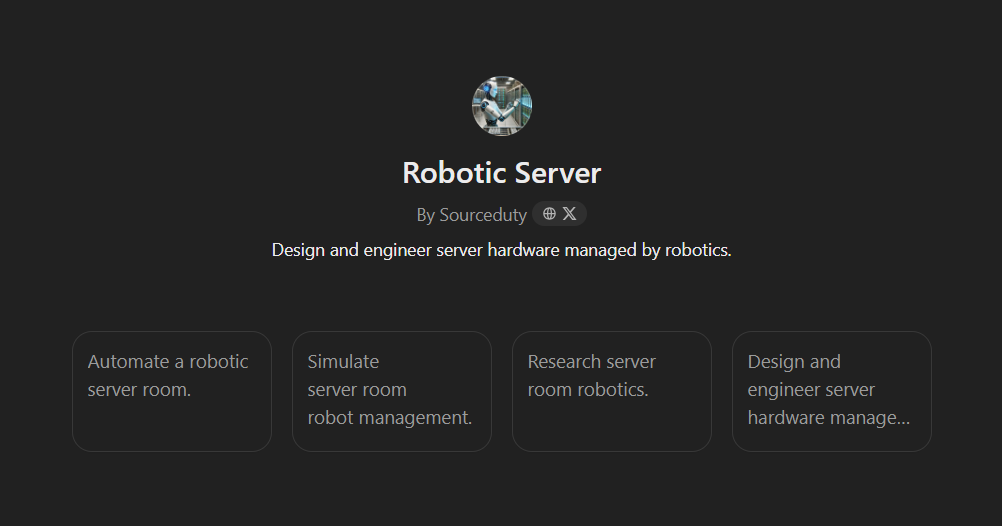 Robotic Server
By Sourceduty
Design and engineer server hardware managed by robotics.
Automate a robotic
server room.
Simulate
server room
robot management.
Research server
room robotics.
Design and
engineer server
hardware manage...